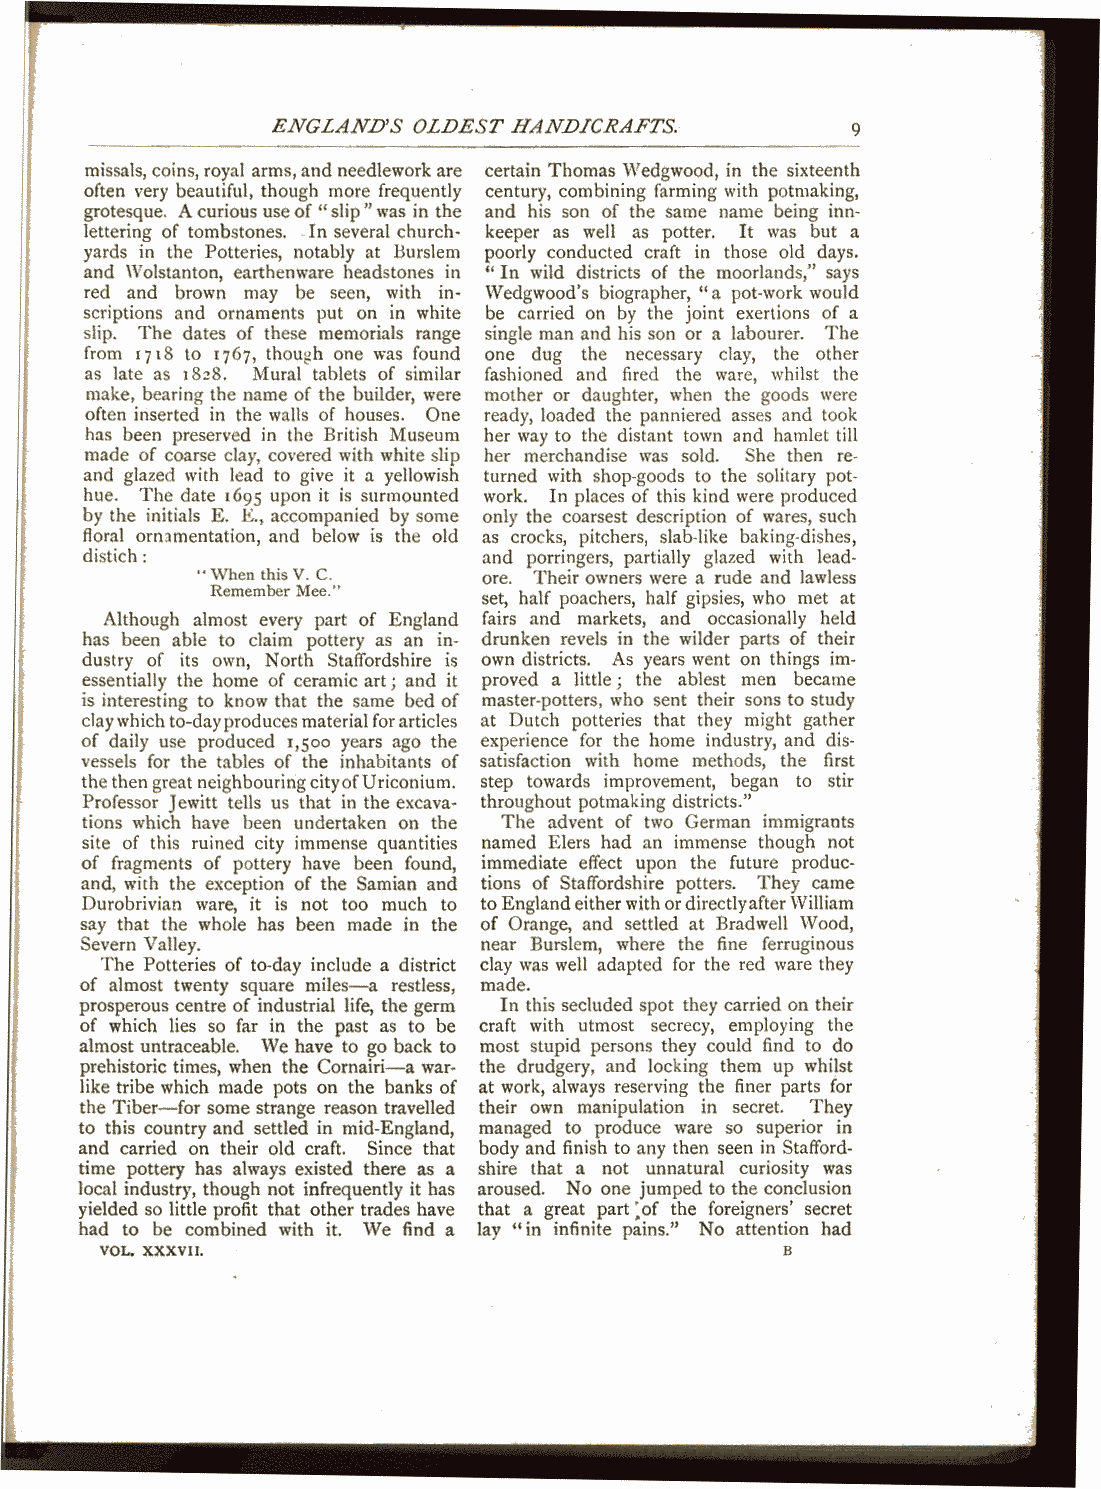 ENGLAND'S OLDEST HANDICRAFTS. 9
missals, coins, royal arms, and needlework are
often very beautiful, though more frequently
grotesque. A curious use of "slip" was in the
lettering of tombstones. In several church-
yards in the Potteries, notably at Burslem
and Wolstanton, earthenware headstones in
red and brown may be seen, with in-
scriptions and ornaments put on in white
slip. The dates of these memorials range
from 1718 to 1767, though one was found
as late as 1828. Mural tablets of similar
make, bearing the name of the builder, were
often inserted in the walls of houses. One
has been preserved in the British Museum
made of coarse clay, covered with white slip
and glazed with lead to give it a yellowish
hue. The date 1695 upon it is surmounted
by the initials E. E., accompanied by some
floral ornamentation, and below is the old
distich:
"When this V. C.
Remember Mee."
Although almost every part of England
has been able to claim pottery as an in-
dustry of its own, North Staffordshire is
essentially the home of ceramic art; and it
is interesting to know that the same bed of
clay which to-day produces material for articles
of daily use produced 1,500 years ago the
vessels for the tables of the inhabitants of
the then great neighbouring city of Uriconium.
Professor Jewitt tells us that in the excava-
tions which have been undertaken on the
site of this ruined city immense quantities
of fragments of pottery have been found,
and, with the exception of the Samian and
Durobrivian ware, it is not too much to
say that the whole has been made in the
Severn Valley.
The Potteries of to-day include a district
of almost twenty square miles—a restless,
prosperous centre of industrial life, the germ
of which lies so far in the past as to be
almost untraceable. We have to go back to
prehistoric times, when the Cornairi—a war-
like tribe which made pots on the banks of
the Tiber—for some strange reason travelled
to this country and settled in mid-England,
and carried on their old craft. Since that
time pottery has always existed there as a
local industry, though not infrequently it has
yielded so little profit that other trades have
had to be combined with it. We find a
certain Thomas Wedgwood, in the sixteenth
century, combining farming with potmaking,
and his son of the same name being inn-
keeper as well as potter. It was but a
poorly conducted craft in those old days.
"In wild districts of the moorlands," says
Wedgwood's biographer, "a pot-work would
be carried on by the joint exertions of a
single man and his son or a labourer. The
one dug the necessary clay, the other
fashioned and fired the ware, whilst the
mother or daughter, when the goods were
ready, loaded the panniered asses and took
her way to the distant town and hamlet till
her merchandise was sold. She then re-
turned with shop-goods to the solitary pot-
work. In places of this kind were produced
only the coarsest description of wares, such
as crocks, pitchers, slab-like baking-dishes,
and porringers, partially glazed with lead-
ore. Their owners were a rude and lawless
set, half poachers, half gipsies, who met at
fairs and markets, and occasionally held
drunken revels in the wilder parts of their
own districts. As years went on things im-
proved a little; the ablest men became
master-potters, who sent their sons to study
at Dutch potteries that they might gather
experience for the home industry, and dis-
satisfaction with home methods, the first
step towards improvement, began to stir
throughout potmaking districts."
The advent of two German immigrants
named Elers had an immense though not
immediate effect upon the future produc-
tions of Staffordshire potters. They came
to England either with or directly after William
of Orange, and settled at Bradwell Wood,
near Burslem, where the fine ferruginous
clay was well adapted for the red ware they
made.
In this secluded spot they carried on their
craft with utmost secrecy, employing the
most stupid persons they could find to do
the drudgery, and locking them up whilst
at work, always reserving the finer parts for
their own manipulation in secret. They
managed to produce ware so superior in
body and finish to any then seen in Stafford-
shire that a not unnatural curiosity was
aroused. No one jumped to the conclusion
that a great part of the foreigners' secret
lay "in infinite pains." No attention had
VOL. XXXVII. B